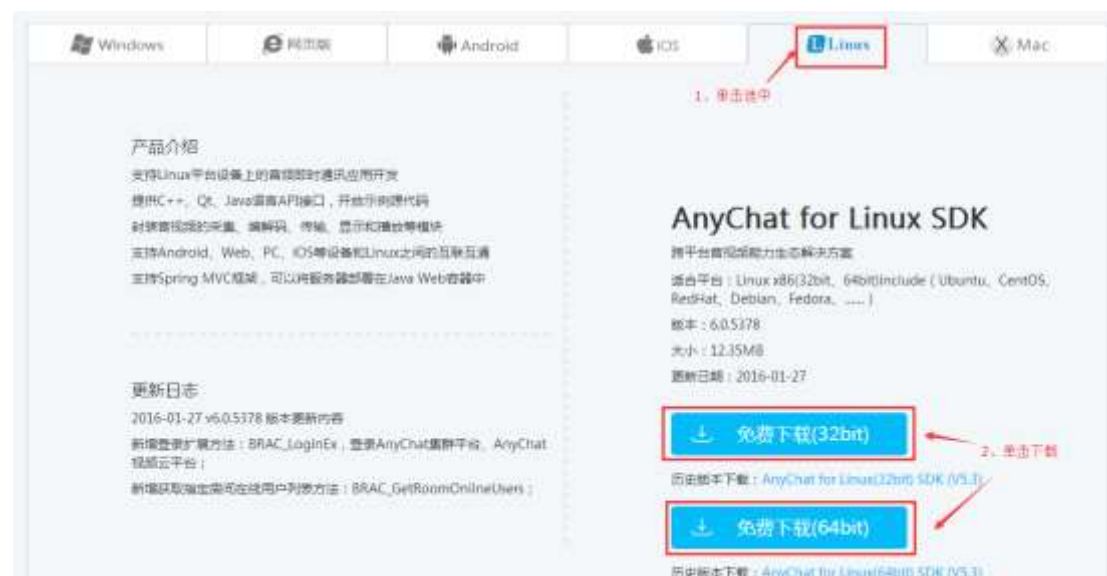 Windows
网页版
Android
iOS
Linux
Mac
1、单击选中
产品介绍
支持Linux平台设备上的音视频即时通讯应用开发
提供C++、Qt、Java语言API接口，开放示例源代码
封装音视频的采集、编解码、传输、显示和播放等模块
支持Android、Web、PC、iOS等设备和Linux之间的互联互通
支持Spring MVC框架，可以将服务器部署在Java Web容器中
更新日志
2016-01-27 v6.0.5378 版本更新内容
新增登录扩展方法：BRAC_LoginEx，登录AnyChat集群平台、AnyChat
视频云平台；
新增获取指定房间在线用户列表方法：BRAC_GetRoomOnlineUsers；
AnyChat for Linux SDK
跨平台音视频能力生态解决方案
适合平台：Linux x86(32bit、64bit)include ( Ubuntu、CentOS、
RedHat、Debian、Fedora、...... )
版本：6.0.5378
大小：12.35MB
更新日期：2016-01-27
免费下载(32bit)
2、单击下载
历史版本下载：AnyChat for Linux(32bit) SDK (V5.1)
免费下载(64bit)
历史版本下载：AnyChat for Linux(64bit) SDK (V5.1)